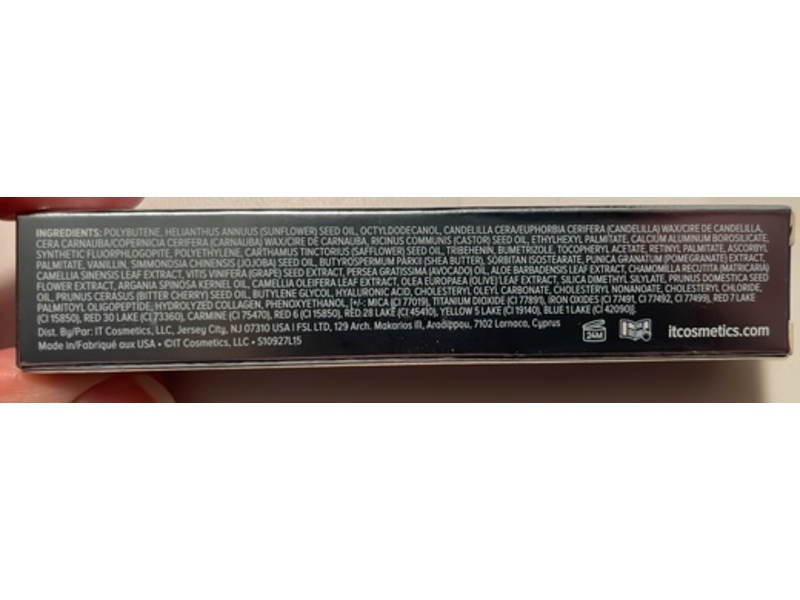 INGREDIENTS: POLYBUTENE, HELIANTHUS ANNUUS (SUNFLOWER) SEED OIL, OCTYLDODECANOL, CANDELILLA CERA/EUPHORBIA CERIFERA (CANDELILLA) WAX/CIRE DE CANDELILLA,
CERA CARNAUBA/COPERNICIA CERIFERA (CARNAUBA) WAX/CIRE DE CARNAUBA, RICINUS COMMUNIS (CASTOR) SEED OIL, ETHYLHEXYL PALMITATE, CALCIUM ALUMINUM BOROSILICATE,
SYNTHETIC FLUORPHLOGOPITE, POLYETHYLENE, CARTHAMUS TINCTORIUS (SAFFLOWER) SEED OIL, TRIBEHENIN, BUMETRIZOLE, TOCOPHERYL ACETATE, RETINYL PALMITATE, ASCORBYL
PALMITATE, VANILLIN, SIMMONDSIA CHINENSIS (JOJOBA) SEED OIL, BUTYROSPERMUM PARKII (SHEA BUTTER), SORBITAN ISOSTEARATE, PUNICA GRANATUM (POMEGRANATE) EXTRACT,
CAMELLIA SINENSIS LEAF EXTRACT, VITIS VINIFERA (GRAPE) SEED EXTRACT, PERSEA GRATISSIMA (AVOCADO) OIL, ALOE BARBADENSIS LEAF EXTRACT, CHAMOMILLA RECUTITA (MATRICARIA)
FLOWER EXTRACT, ARGANIA SPINOSA KERNEL OIL, CAMELLIA OLEIFERA LEAF EXTRACT, OLEA EUROPAEA (OLIVE) LEAF EXTRACT, SILICA DIMETHYL SILYLATE, PRUNUS DOMESTICA SEED
OIL, PRUNUS CERASUS (BITTER CHERRY) SEED OIL, BUTYLENE GLYCOL, HYALURONIC ACID, CHOLESTERYL OLEYL CARBONATE, CHOLESTERYL NONANOATE, CHOLESTERYL CHLORIDE,
PALMITOYL OLIGOPEPTIDE, HYDROLYZED COLLAGEN, PHENOXYETHANOL, [+/-: MICA (CI 77019), TITANIUM DIOXIDE (CI 77891), IRON OXIDES (CI 77491, CI 77492, CI 77499), RED 7 LAKE
(CI 15850), RED 30 LAKE (CI 73360), CARMINE (CI 75470), RED 6 (CI 15850), RED 28 LAKE (CI 45410), YELLOW 5 LAKE (CI 19140), BLUE 1 LAKE (CI 42090)].
Dist. By/Par: IT Cosmetics, LLC, Jersey City, NJ 07310 USA | FSL LTD, 129 Arch. Makarios III, Aradippou, 7102 Larnaca, Cyprus
Made in/Fabriqué aux USA • ©IT Cosmetics, LLC • S10927L15
24M
itcosmetics.com